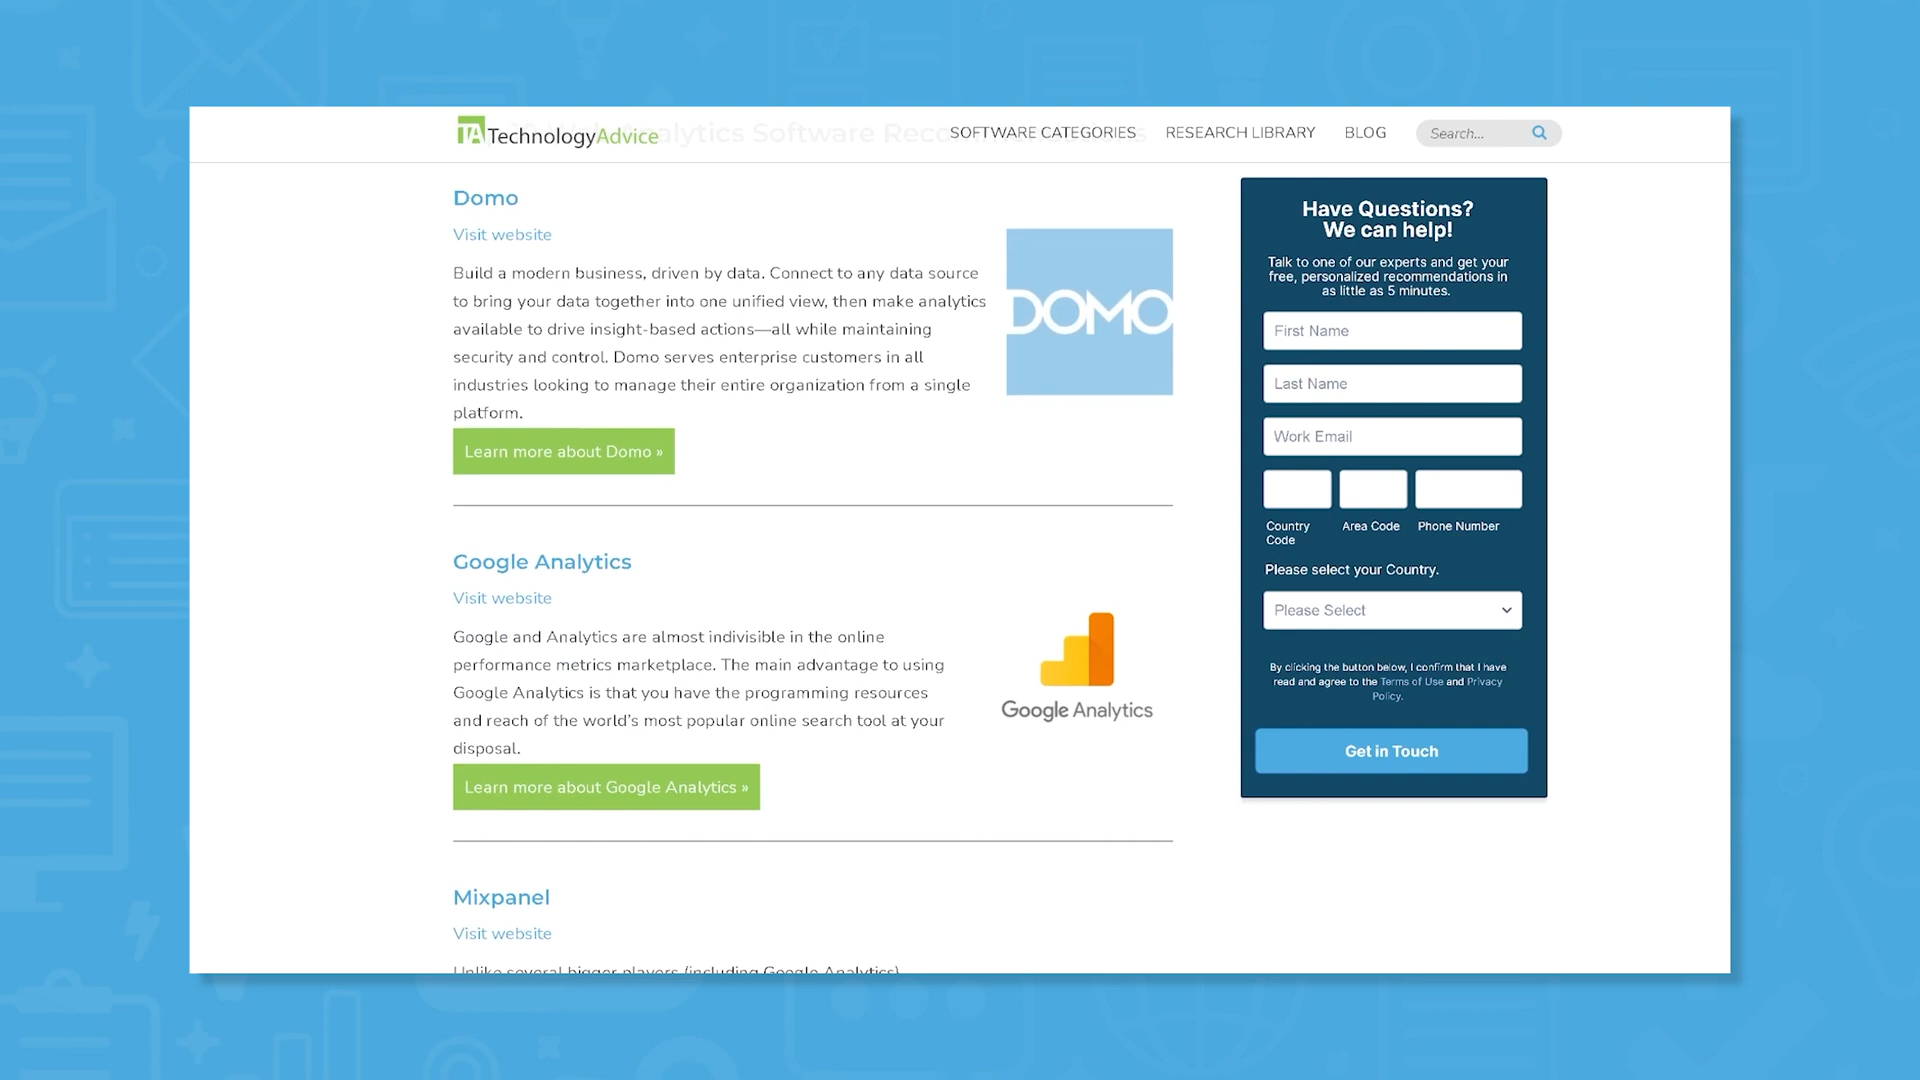 TechnologyAdvice
SOFTWARE CATEGORIES
RESEARCH LIBRARY
BLOG
Search...
Domo
Visit website
Build a modern business, driven by data. Connect to any data source
to bring your data together into one unified view, then make analytics
available to drive insight-based actions—all while maintaining
security and control. Domo serves enterprise customers in all
industries looking to manage their entire organization from a single
platform.
Learn more about Domo »
DOMO
Google Analytics
Visit website
Google and Analytics are almost indivisible in the online
performance metrics marketplace. The main advantage to using
Google Analytics is that you have the programming resources
and reach of the world’s most popular online search tool at your
disposal.
Learn more about Google Analytics »
Google Analytics
Mixpanel
Visit website
Unlike several bigger players (including Google Analytics)
Have Questions?
We can help!
Talk to one of our experts and get your
free, personalized recommendations in
as little as 5 minutes.
First Name
Last Name
Work Email
Country
Code
Area Code
Phone Number
Please select your Country.
Please Select
By clicking the button below, I confirm that I have
read and agree to the Terms of Use and Privacy
Policy.
Get in Touch